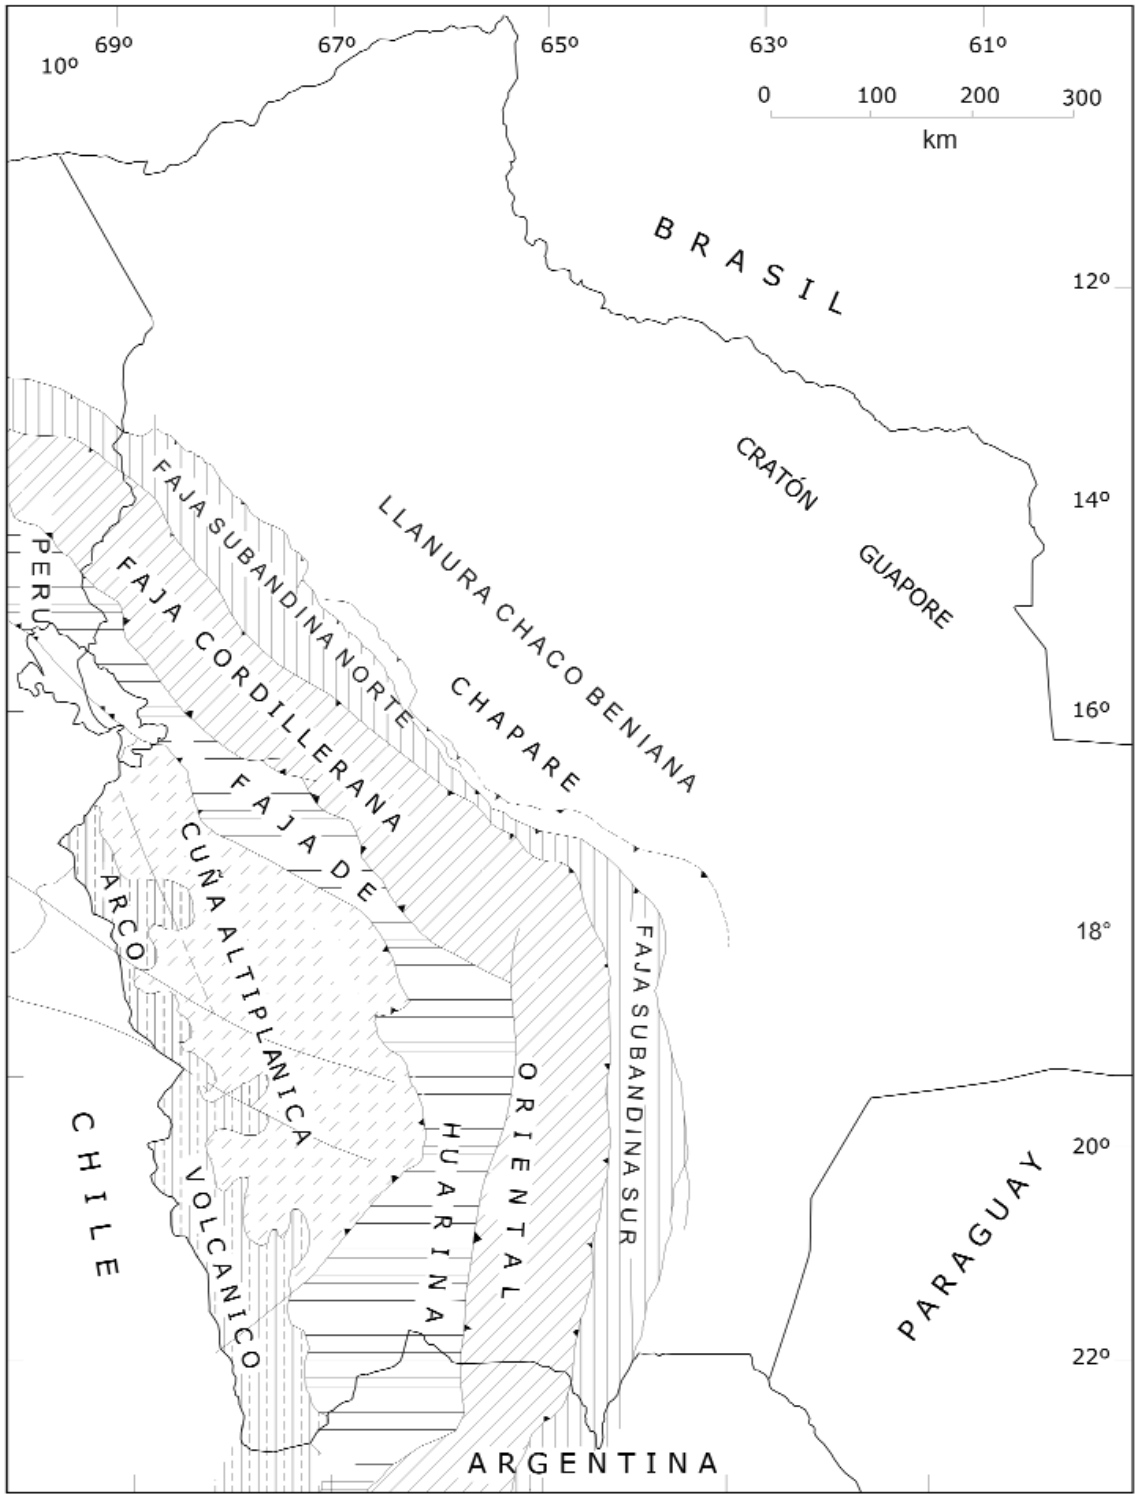 69º 67º 65º 63º 61º
10º
0 100 200 300
km
BRASIL
12º
CRATÓN
GUAPORE
14º
LLANURA CHACO BENIANA
CHAPARE
FAJA SUBANDINA NORTE
PERU
FAJA CORDILLERANA
ORIENTAL
16º
FAJA DE
HUARINA
CUÑA ALTIPLANICA
ARCO
VOLCANICO
18°
FAJA SUBANDINA SUR
CHILE
20º
PARAGUAY
22º
ARGENTINA